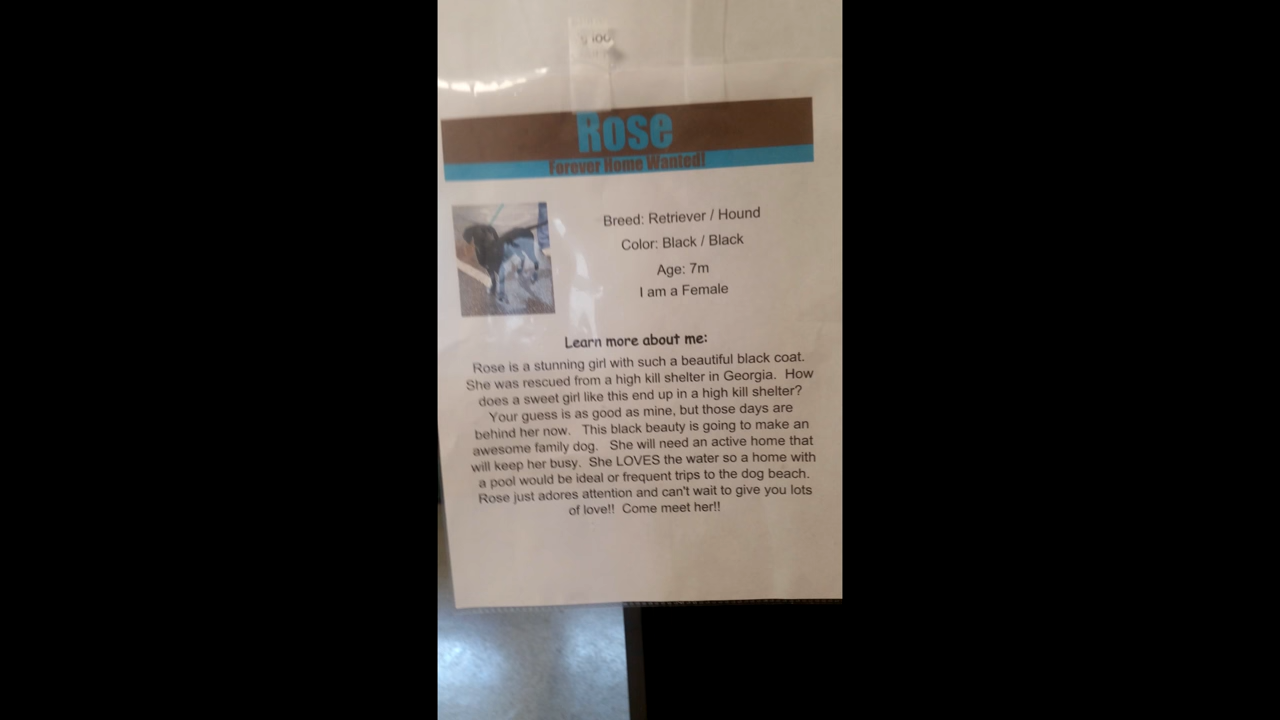 Rose
Forever Home Wanted!
Breed: Retriever / Hound
Color: Black / Black
Age: 7m
I am a Female
Learn more about me:
Rose is a stunning girl with such a beautiful black coat.
She was rescued from a high kill shelter in Georgia. How
does a sweet girl like this end up in a high kill shelter?
Your guess is as good as mine, but those days are
behind her now. This black beauty is going to make an
awesome family dog. She will need an active home that
will keep her busy. She LOVES the water so a home with
a pool would be ideal or frequent trips to the dog beach.
Rose just adores attention and can't wait to give you lots
of love!! Come meet her!!